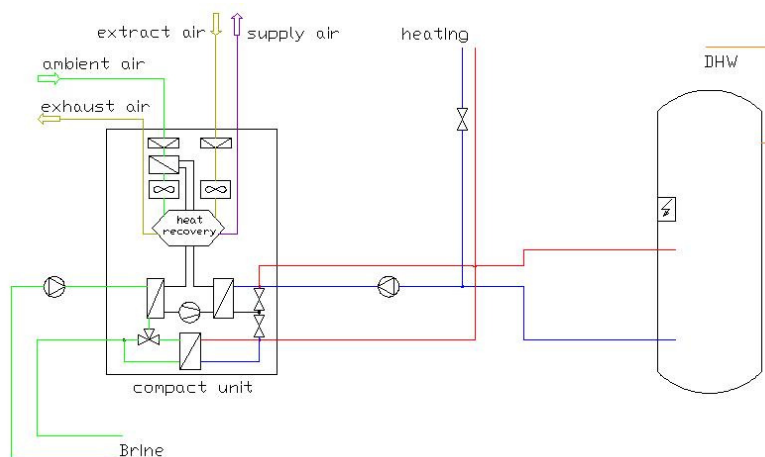 extract air
supply air
heating
DHW
ambient air
exhaust air
heat
recovery
compact unit
Brine